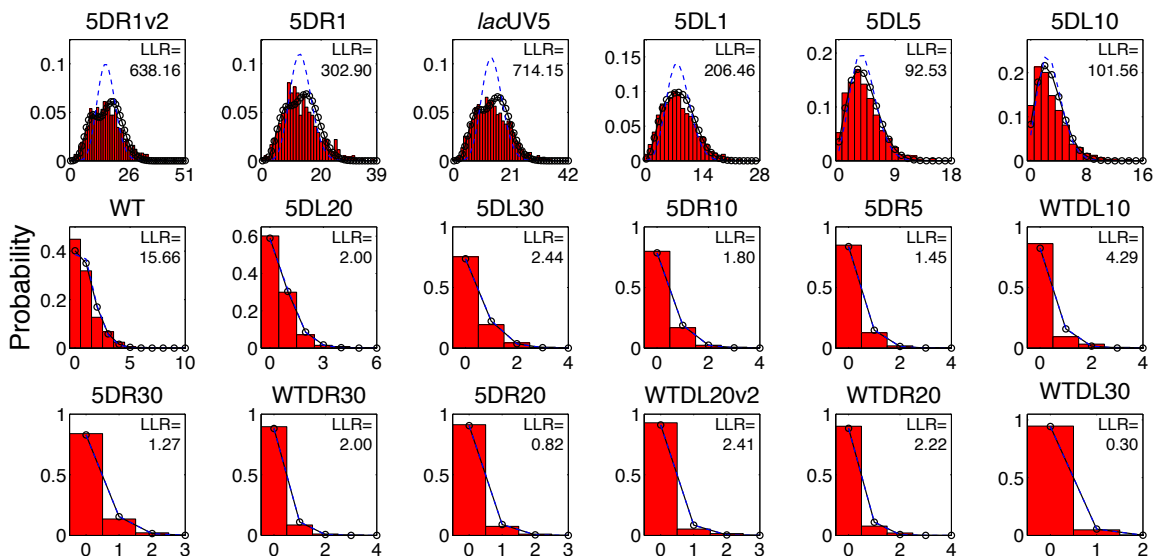 5DR1v2 5DR1 lacUV5 5DL1 5DL5 5DL10
LLR= LLR= LLR= LLR= LLR= LLR=
638.16 302.90 714.15 206.46 92.53 101.56
0.1 0.1 0.1 0.15 0.2 0.2
0.05 0.05 0.05 0.1 0.1 0.1
0 0 0 0.05 0 0
0
0 26 51 0 20 39 0 21 42 0 14 28 0 9 18 0 8 16
WT 5DL20 5DL30 5DR10 5DR5 WTDL10
LLR= LLR= LLR= LLR= LLR= LLR=
15.66 2.00 2.44 1.80 1.45 4.29
0.4 0.6 1 1 1 1
0.2 0.4 0.5 0.5 0.5 0.5
0 0.2 0 0 0 0
0
0 5 10 0 2 4 6 0 2 4 0 2 4 0 2 4 0 2 4
Probability
5DR30 WTDR30 5DR20 WTDL20v2 WTDR20 WTDL30
LLR= LLR= LLR= LLR= LLR= LLR=
1.27 2.00 0.82 2.41 2.22 0.30
1 1 1 1 1 1
0.5 0.5 0.5 0.5 0.5 0.5
0 0 0 0 0 0
0 1 2 3 0 2 4 0 1 2 3 0 1 2 3 0 2 4 0 1 2